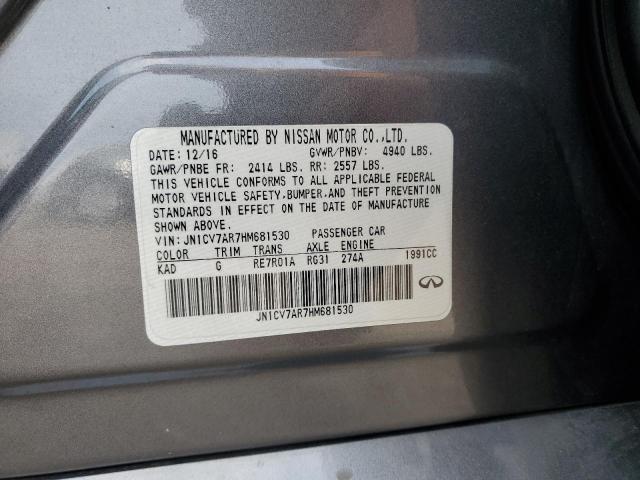 MANUFACTURED BY NISSAN MOTOR CO.,LTD.
DATE: 12/16 GVWR/PNBV: 4940 LBS.
GAWR/PNBE FR: 2414 LBS. RR: 2557 LBS.
THIS VEHICLE CONFORMS TO ALL APPLICABLE FEDERAL
MOTOR VEHICLE SAFETY,BUMPER,AND THEFT PREVENTION
STANDARDS IN EFFECT ON THE DATE OF MANUFACTURE
SHOWN ABOVE.
VIN: JN1CV7AR7HM681530 PASSENGER CAR
COLOR TRIM TRANS AXLE ENGINE
KAD G RE7R01A RG31 274A 1991CC
JN1CV7AR7HM681530